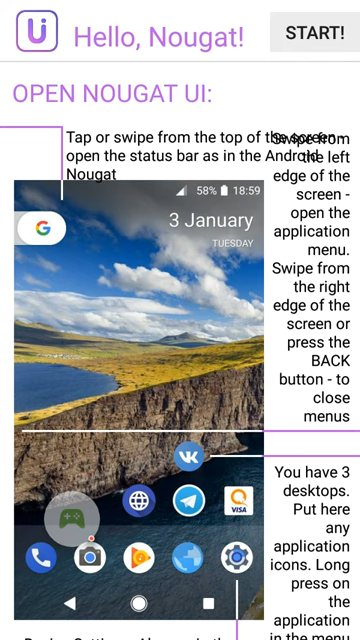 Hello, Nougat!
START!
OPEN NOUGAT UI:
Tap or swipe from the top of the screen -
open the status bar as in the Android
Nougat
Swipe from
the left
edge of the
screen -
open the
application
menu.
Swipe from
the right
edge of the
screen or
press the
BACK
button - to
close
menus
58% 18:59
3 January
TUESDAY
G
VISA
You have 3
desktops.
Put here
any
application
icons. Long
press on
the
application
in the menu